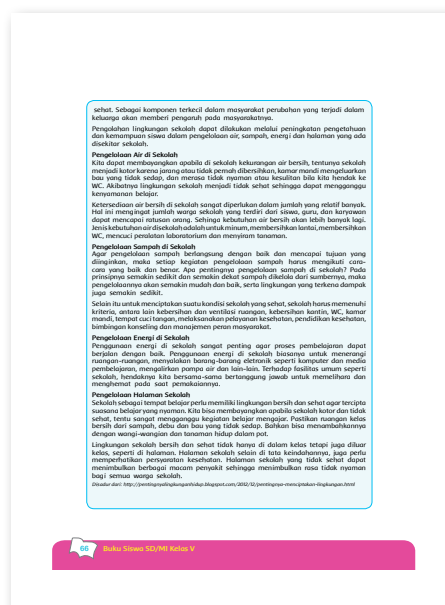 sehat. Sebagai komponen terkecil dalam masyarakat perubahan yang terjadi dalam
keluarga akan memberi pengaruh pada masyarakatnya.
Pengolahan lingkungan sekolah dapat dilakukan melalui peningkatan pengetahuan
dan kemampuan siswa dalam pengelolaan air, sampah, energi dan halaman yang ada
disekitar sekolah.
Pengelolaan Air di Sekolah
Kita dapat membayangkan apabila di sekolah kekurangan air bersih, tentunya sekolah
menjadi kotor karena jarang atau tidak pernah dibersihkan, kamar mandi mengeluarkan
bau yang tidak sedap, dan merasa tidak nyaman atau kesulitan bila kita hendak ke
WC. Akibatnya lingkungan sekolah menjadi tidak sehat sehingga dapat mengganggu
kenyamanan belajar.
Ketersediaan air bersih di sekolah sangat diperlukan dalam jumlah yang relatif banyak.
Hal ini mengingat jumlah warga sekolah yang terdiri dari siswa, guru, dan karyawan
dapat mencapai ratusan orang. Sehinga kebutuhan air bersih akan lebih banyak lagi.
Jenis kebutuhan air disekolah adalah untuk minum, membersihkan lantai, membersihkan
WC, mencuci peralatan laboratorium dan menyiram tanaman.
Pengelolaan Sampah di Sekolah
Agar pengelolaan sampah berlangsung dengan baik dan mencapai tujuan yang
diinginkan, maka setiap kegiatan pengelolaan sampah harus mengikuti cara-
cara yang baik dan benar. Apa pentingnya pengelolaan sampah di sekolah? Pada
prinsipnya semakin sedikit dan semakin dekat sampah dikelola dari sumbernya, maka
pengelolaannya akan semakin mudah dan baik, serta lingkungan yang terkena dampak
juga semakin sedikit.
Selain itu untuk menciptakan suatu kondisi sekolah yang sehat, sekolah harus memenuhi
kriteria, antara lain kebersihan dan ventilasi ruangan, kebersihan kantin, WC, kamar
mandi, tempat cuci tangan, melaksanakan pelayanan kesehatan, pendidikan kesehatan,
bimbingan konseling dan manajemen peran masyarakat.
Pengelolaan Energi di Sekolah
Penggunaan energi di sekolah sangat penting agar proses pembelajaran dapat
berjalan dengan baik. Penggunaan energi di sekolah biasanya untuk menerangi
ruangan-ruangan, menyalakan barang-barang eletronik seperti komputer dan media
pembelajaran, mengalirkan pampa air dan lain-lain. Terhadap fasilitas umum seperti
sekolah, hendaknya kita bersama-sama bertanggung jawab untuk memelihara dan
menghemat pada saat pemakaiannya.
Pengelolaan Halaman Sekolah
Sekolah sebagai tempat belajar perlu memiliki lingkungan bersih dan sehat agar tercipta
suasana belajar yang nyaman. Kita bisa membayangkan apabila sekolah kotor dan tidak
sehat, tentu sangat mengganggu kegiatan belajar mengajar. Pastikan ruangan kelas
bersih dari sampah, debu dan bau yang tidak sedap. Bahkan bisa menambahkannya
dengan wangi-wangian dan tanaman hidup dalam pot.
Lingkungan sekolah bersih dan sehat tidak hanya di dalam kelas tetapi juga diluar
kelas, seperti di halaman. Halaman sekolah selain di tata keindahannya, juga perlu
memperhatikan persyaratan kesehatan. Halaman sekolah yang tidak sehat dapat
menimbulkan berbagai macam penyakit sehingga menimbulkan rasa tidak nyaman
bagi semua warga sekolah.
Disadur dari: http://pentingnyalingkunganhidup.blogspot.com/2012/12/pentingnya-menciptakan-lingkungan.html
66 Buku Siswa SD/MI Kelas V